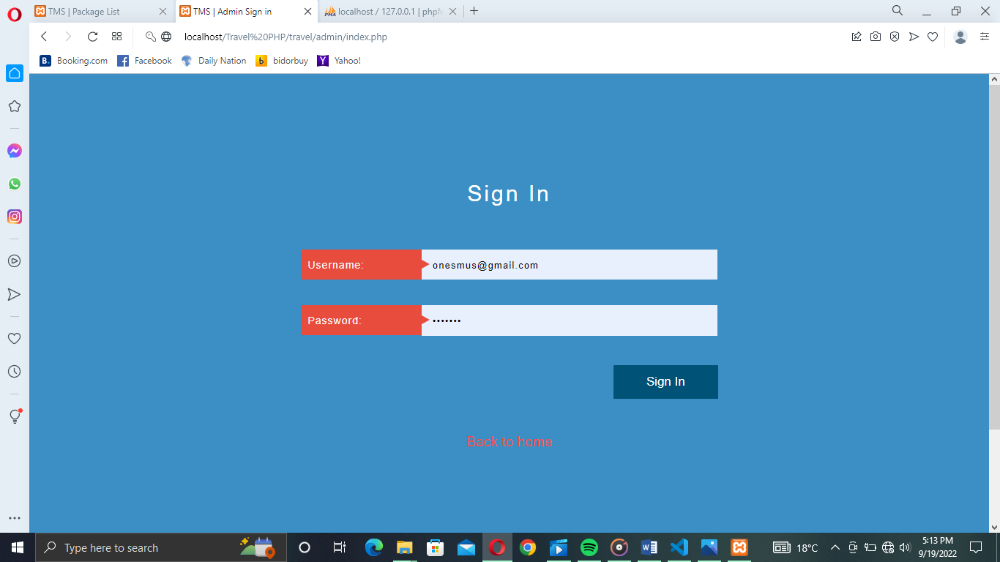 TMS | Package List
TMS | Admin Sign in
PMA localhost / 127.0.0.1 | phpM
localhost/Travel%20PHP/travel/admin/index.php
B. Booking.com
Facebook
Daily Nation
b bidorbuy
Y Yahoo!
Sign In
Username:
onesmus@gmail.com
Password:
•••••••
Sign In
Back to home
Type here to search
18°C
5:13 PM
9/19/2022